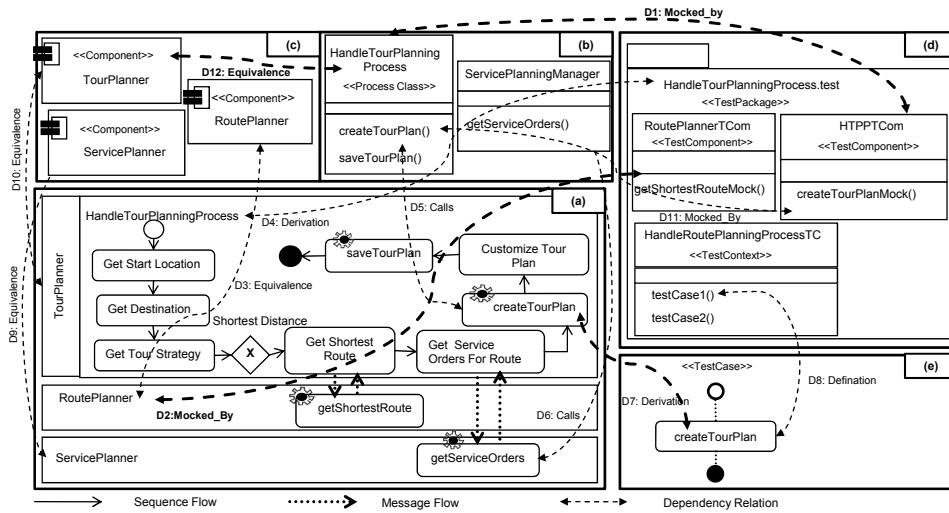 D1: Mocked_by
(c)
<<Component>>
TourPlanner
D12: Equivalence
<<Component>>
RoutePlanner
<<Component>>
ServicePlanner
(b)
HandleTourPlanning
Process
<<Process Class>>
createTourPlan()
saveTourPlan()
ServicePlanningManager
getServiceOrders()
(d)
HandleTourPlanningProcess.test
<<TestPackage>>
RoutePlannerTCom
<<TestComponent>>
getShortestRouteMock()
HTPPTCom
<<TestComponent>>
createTourPlanMock()
D11: Mocked_By
HandleRoutePlanningProcessTC
<<TestContext>>
testCase1()
testCase2()
D10: Equivalence
D9: Equivalence
(a)
TourPlanner
HandleTourPlanningProcess
D4: Derivation
D5: Calls
Get Start Location
saveTourPlan
Customize Tour
Plan
D3: Equivalence
Get Destination
createTourPlan
Shortest Distance
Get Tour Strategy
X
Get Shortest
Route
Get Service
Orders For Route
RoutePlanner
D2:Mocked_By
getShortestRoute
D6: Calls
ServicePlanner
getServiceOrders
(e)
<<TestCase>>
D7: Derivation
D8: Defination
createTourPlan
Sequence Flow
Message Flow
Dependency Relation